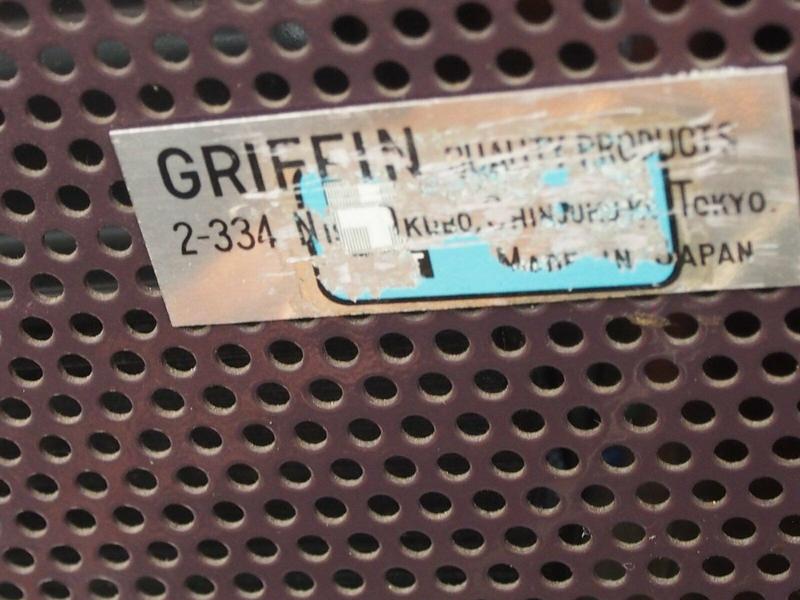 GRIFFIN QUALITY PRODUCTS
2-334 KUBO, SHINJUKU-KU TOKYO.
MADE IN JAPAN